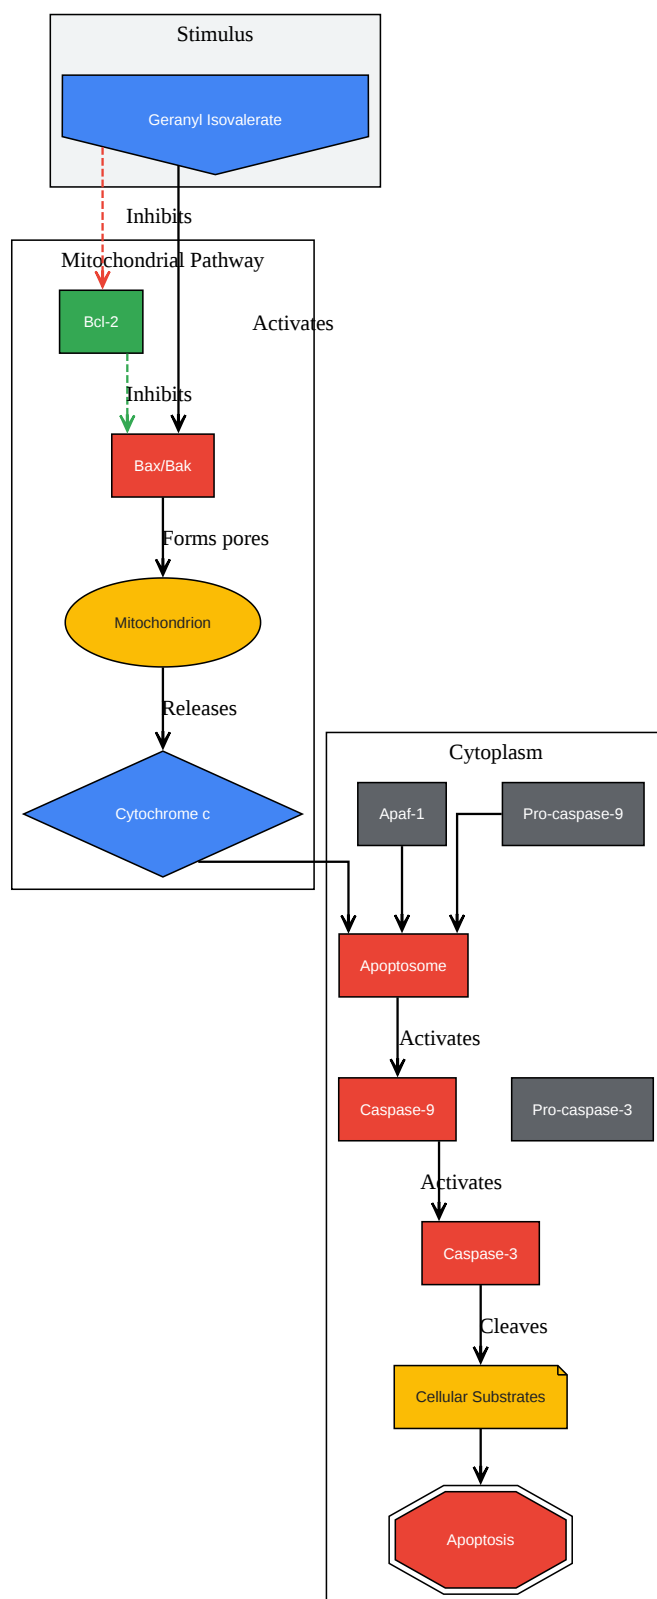 Stimulus
Geranyl Isovalerate
Inhibits
Mitochondrial Pathway
Bcl-2
Activates
Inhibits
Bax/Bak
Forms pores
Mitochondrion
Releases
Cytochrome c
Cytoplasm
Apaf-1
Pro-caspase-9
Apoptosome
Activates
Caspase-9
Pro-caspase-3
Activates
Caspase-3
Cleaves
Cellular Substrates
Apoptosis